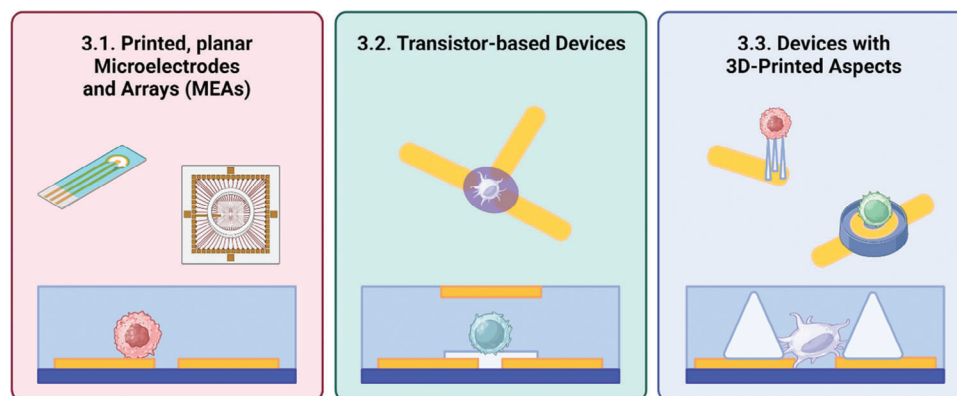 3.1. Printed, planar
Microelectrodes
and Arrays (MEAs)
3.2. Transistor-based Devices
3.3. Devices with
3D-Printed Aspects